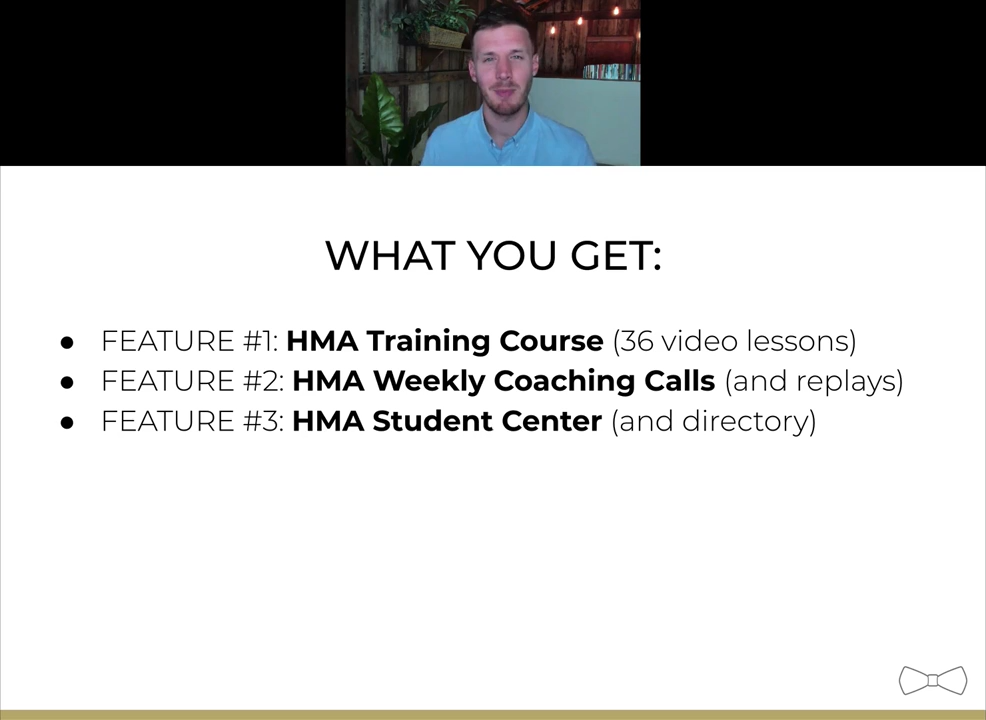 WHAT YOU GET:
● FEATURE #1: HMA Training Course (36 video lessons)
● FEATURE #2: HMA Weekly Coaching Calls (and replays)
● FEATURE #3: HMA Student Center (and directory)